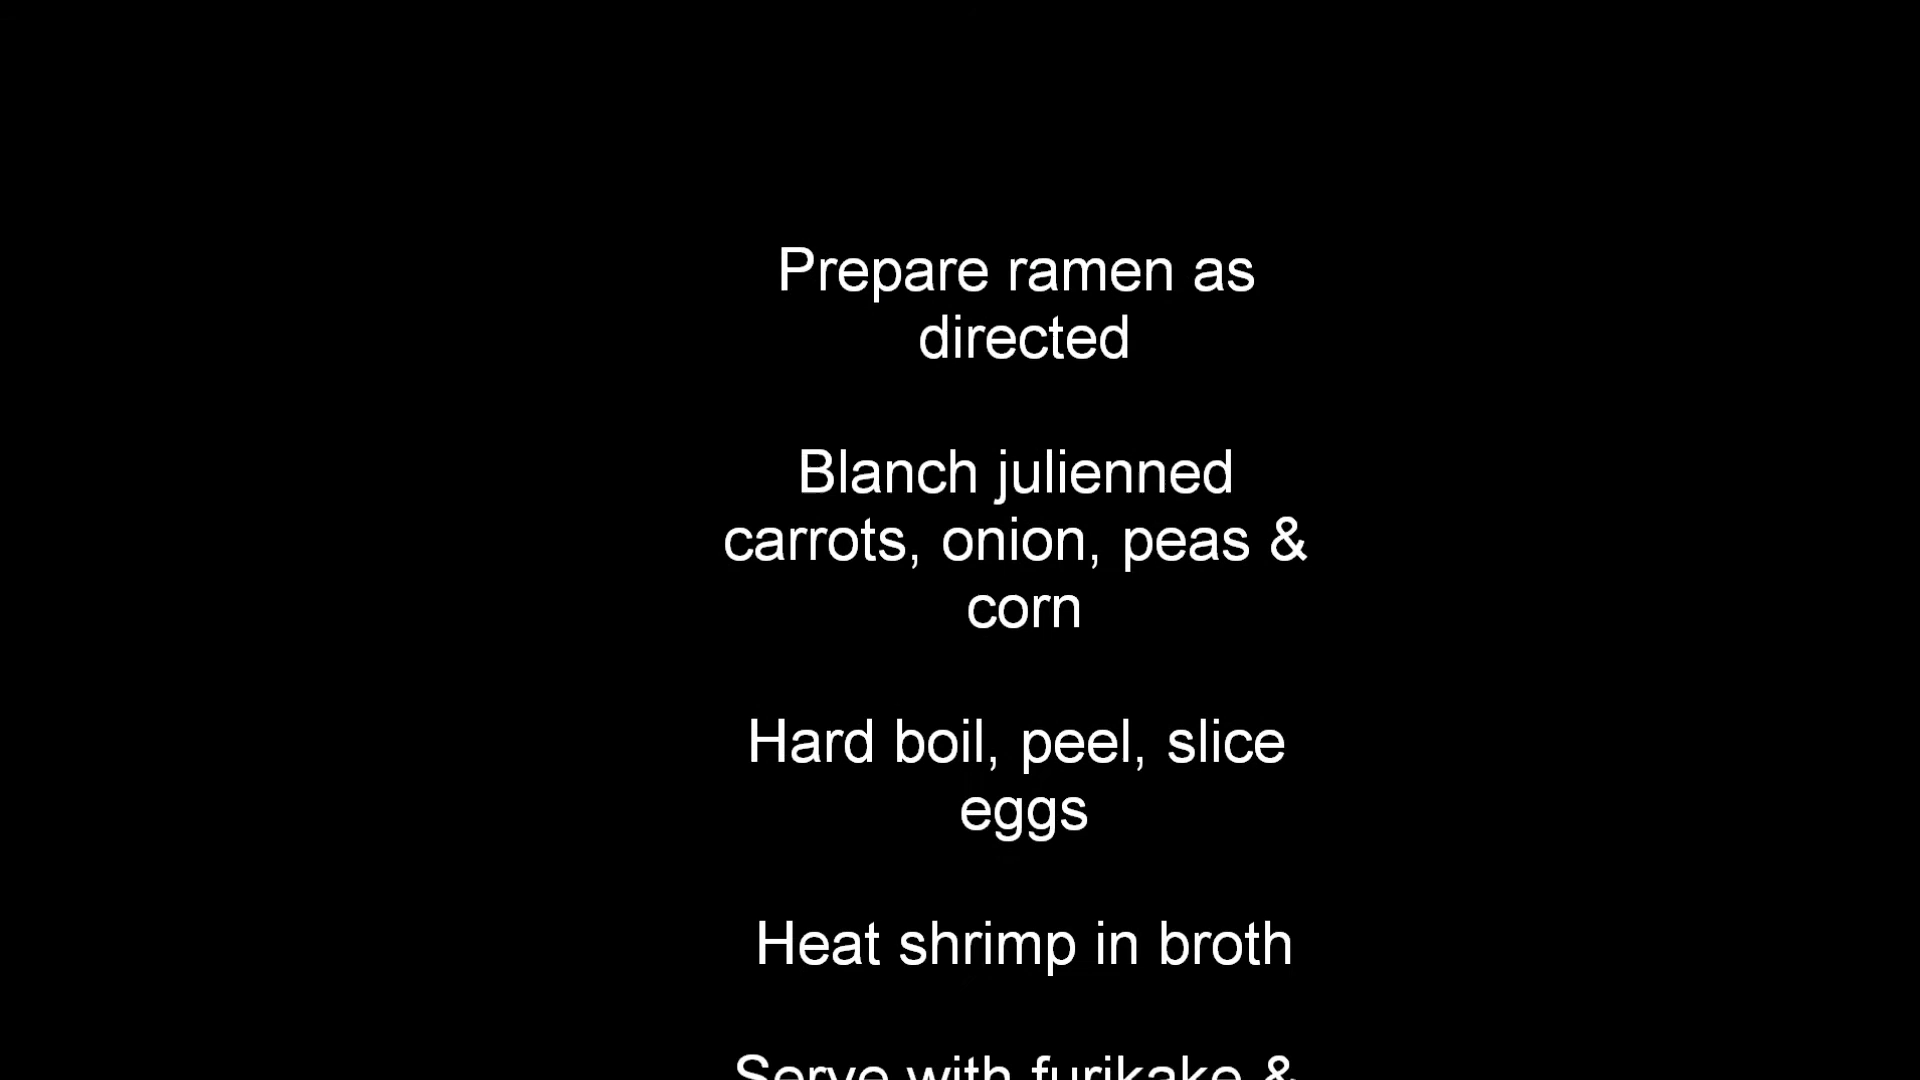 Prepare ramen as
directed
Blanch julienned
carrots, onion, peas &
corn
Hard boil, peel, slice
eggs
Heat shrimp in broth
Serve with furikake &